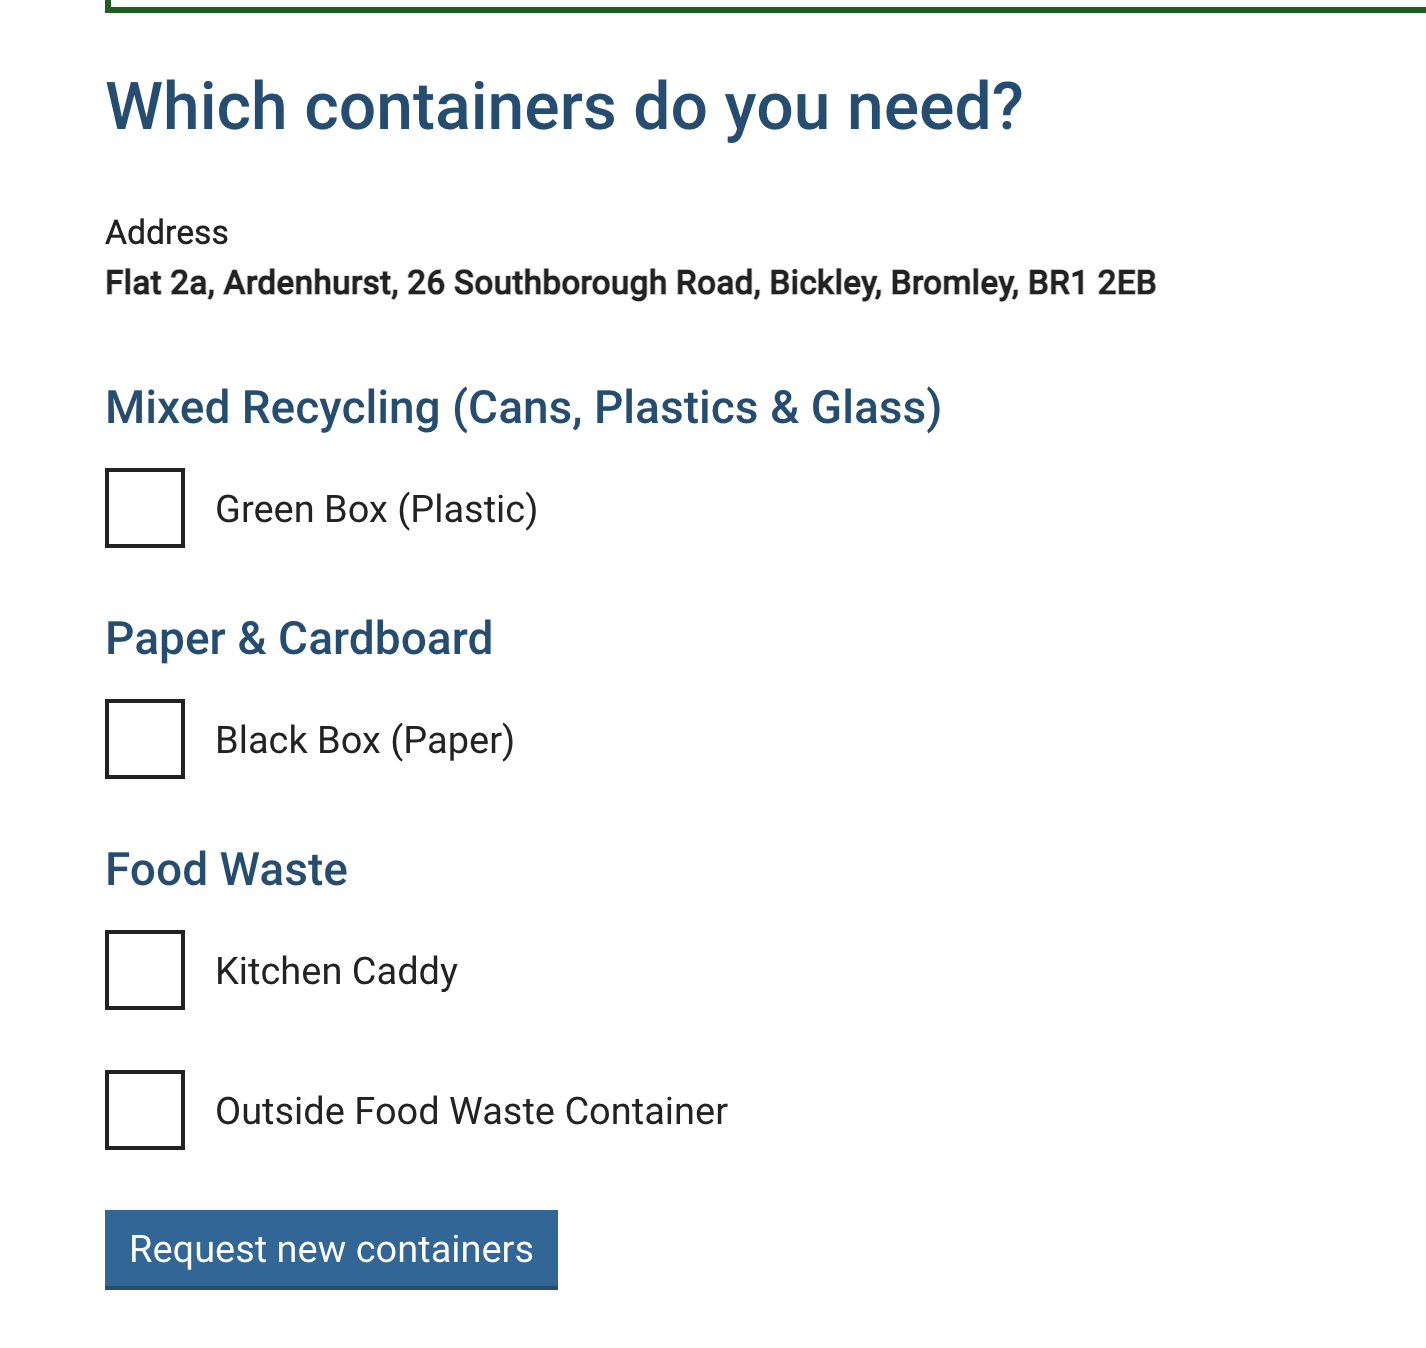 Which containers do you need?
Address
Flat 2a, Ardenhurst, 26 Southborough Road, Bickley, Bromley, BR1 2EB
Mixed Recycling (Cans, Plastics & Glass)
Green Box (Plastic)
Paper & Cardboard
Black Box (Paper)
Food Waste
Kitchen Caddy
Outside Food Waste Container
Request new containers